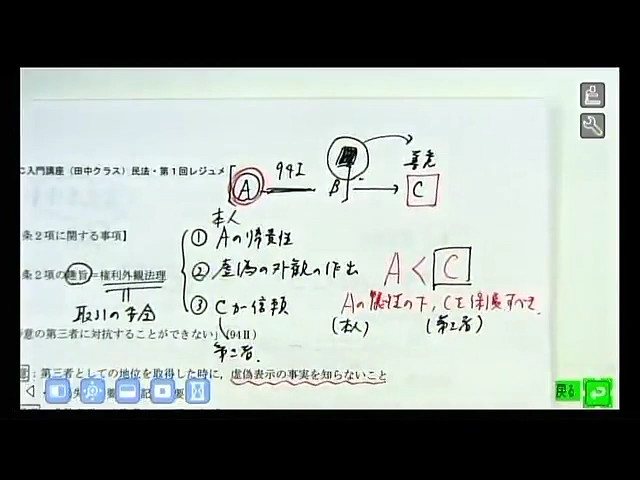 94I
C入門講座（田中クラス）民法・第1回レジュメ
A
B
善意
C
本人
条2項に関する事項】
① Aの帰責性
条2項の趣旨＝権利外観法理
② 虚偽の外観の作出
A < C
取引の安全
③ Cが信頼
Aの犠牲の下，Cを保護すべき．
（本人）
（第三者）
意の第三者に対抗することができない」（94Ⅱ）
第三者．
：第三者としての地位を取得した時に，虚偽表示の事実を知らないこと
戻る